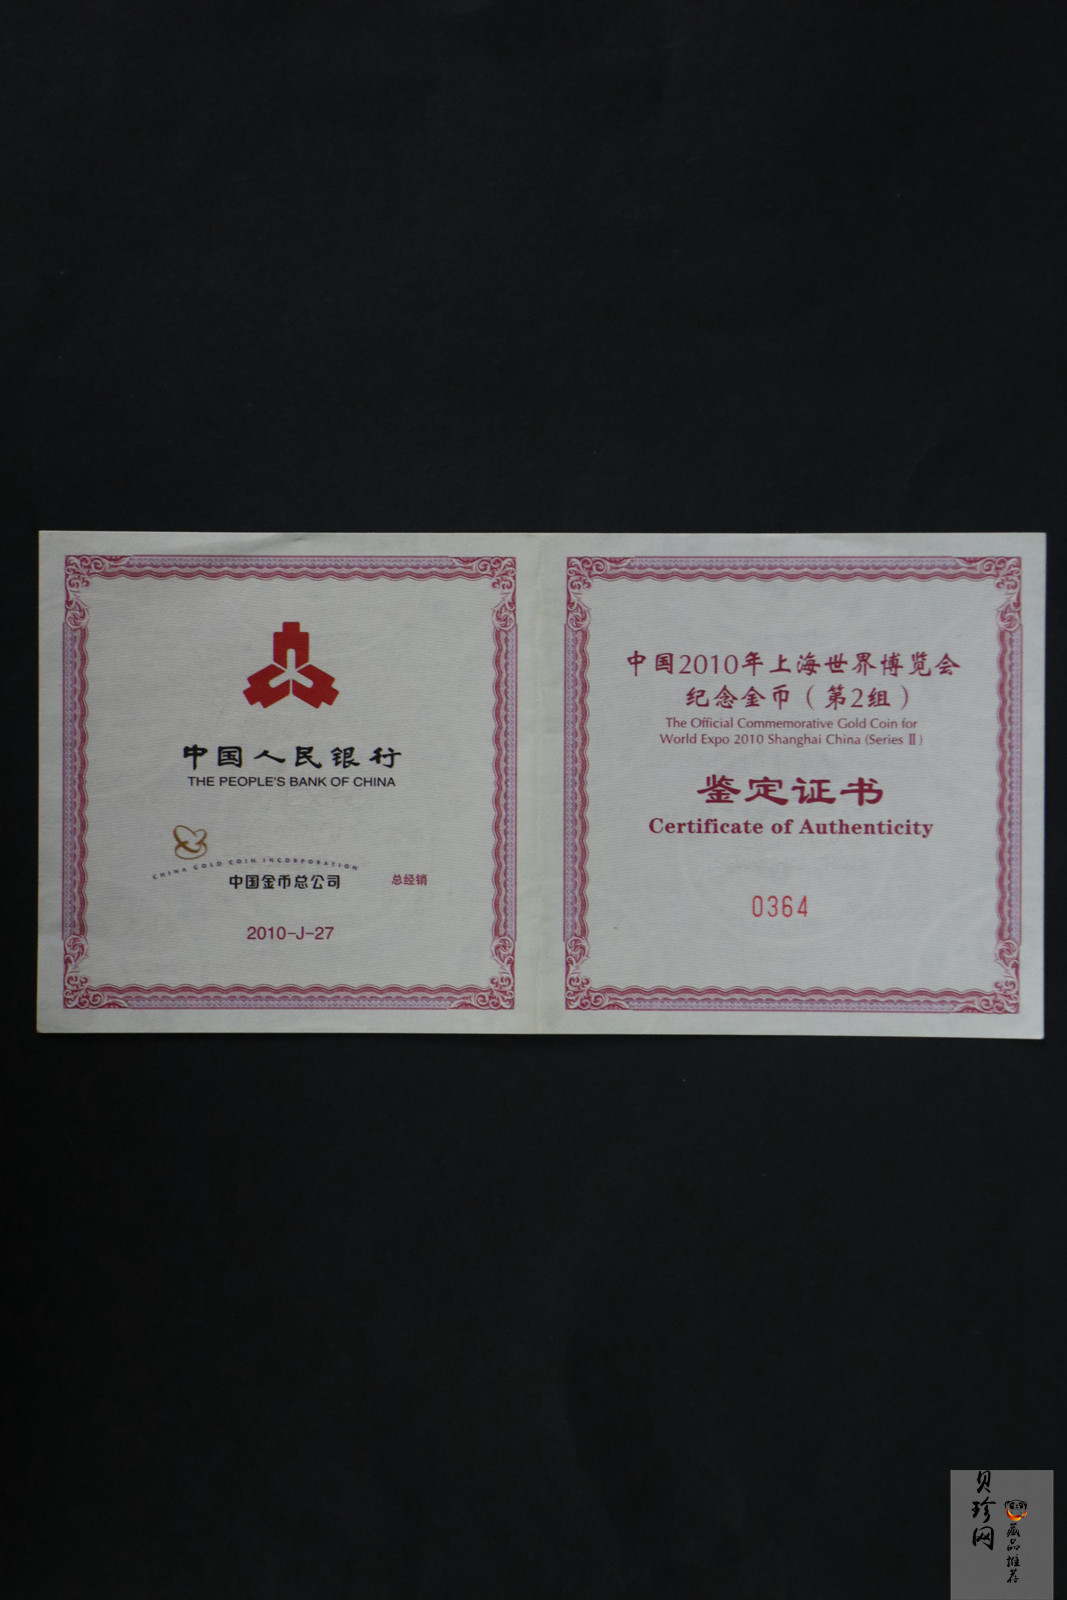 中国人民银行
THE PEOPLE'S BANK OF CHINA
CHINA GOLD COIN INCORPORATION
中国金币总公司 总经销
2010-J-27
中国2010年上海世界博览会
纪念金币（第2组）
The Official Commemorative Gold Coin for
World Expo 2010 Shanghai China (Series Ⅱ)
鉴定证书
Certificate of Authenticity
0364
贝珍网
藏品推荐